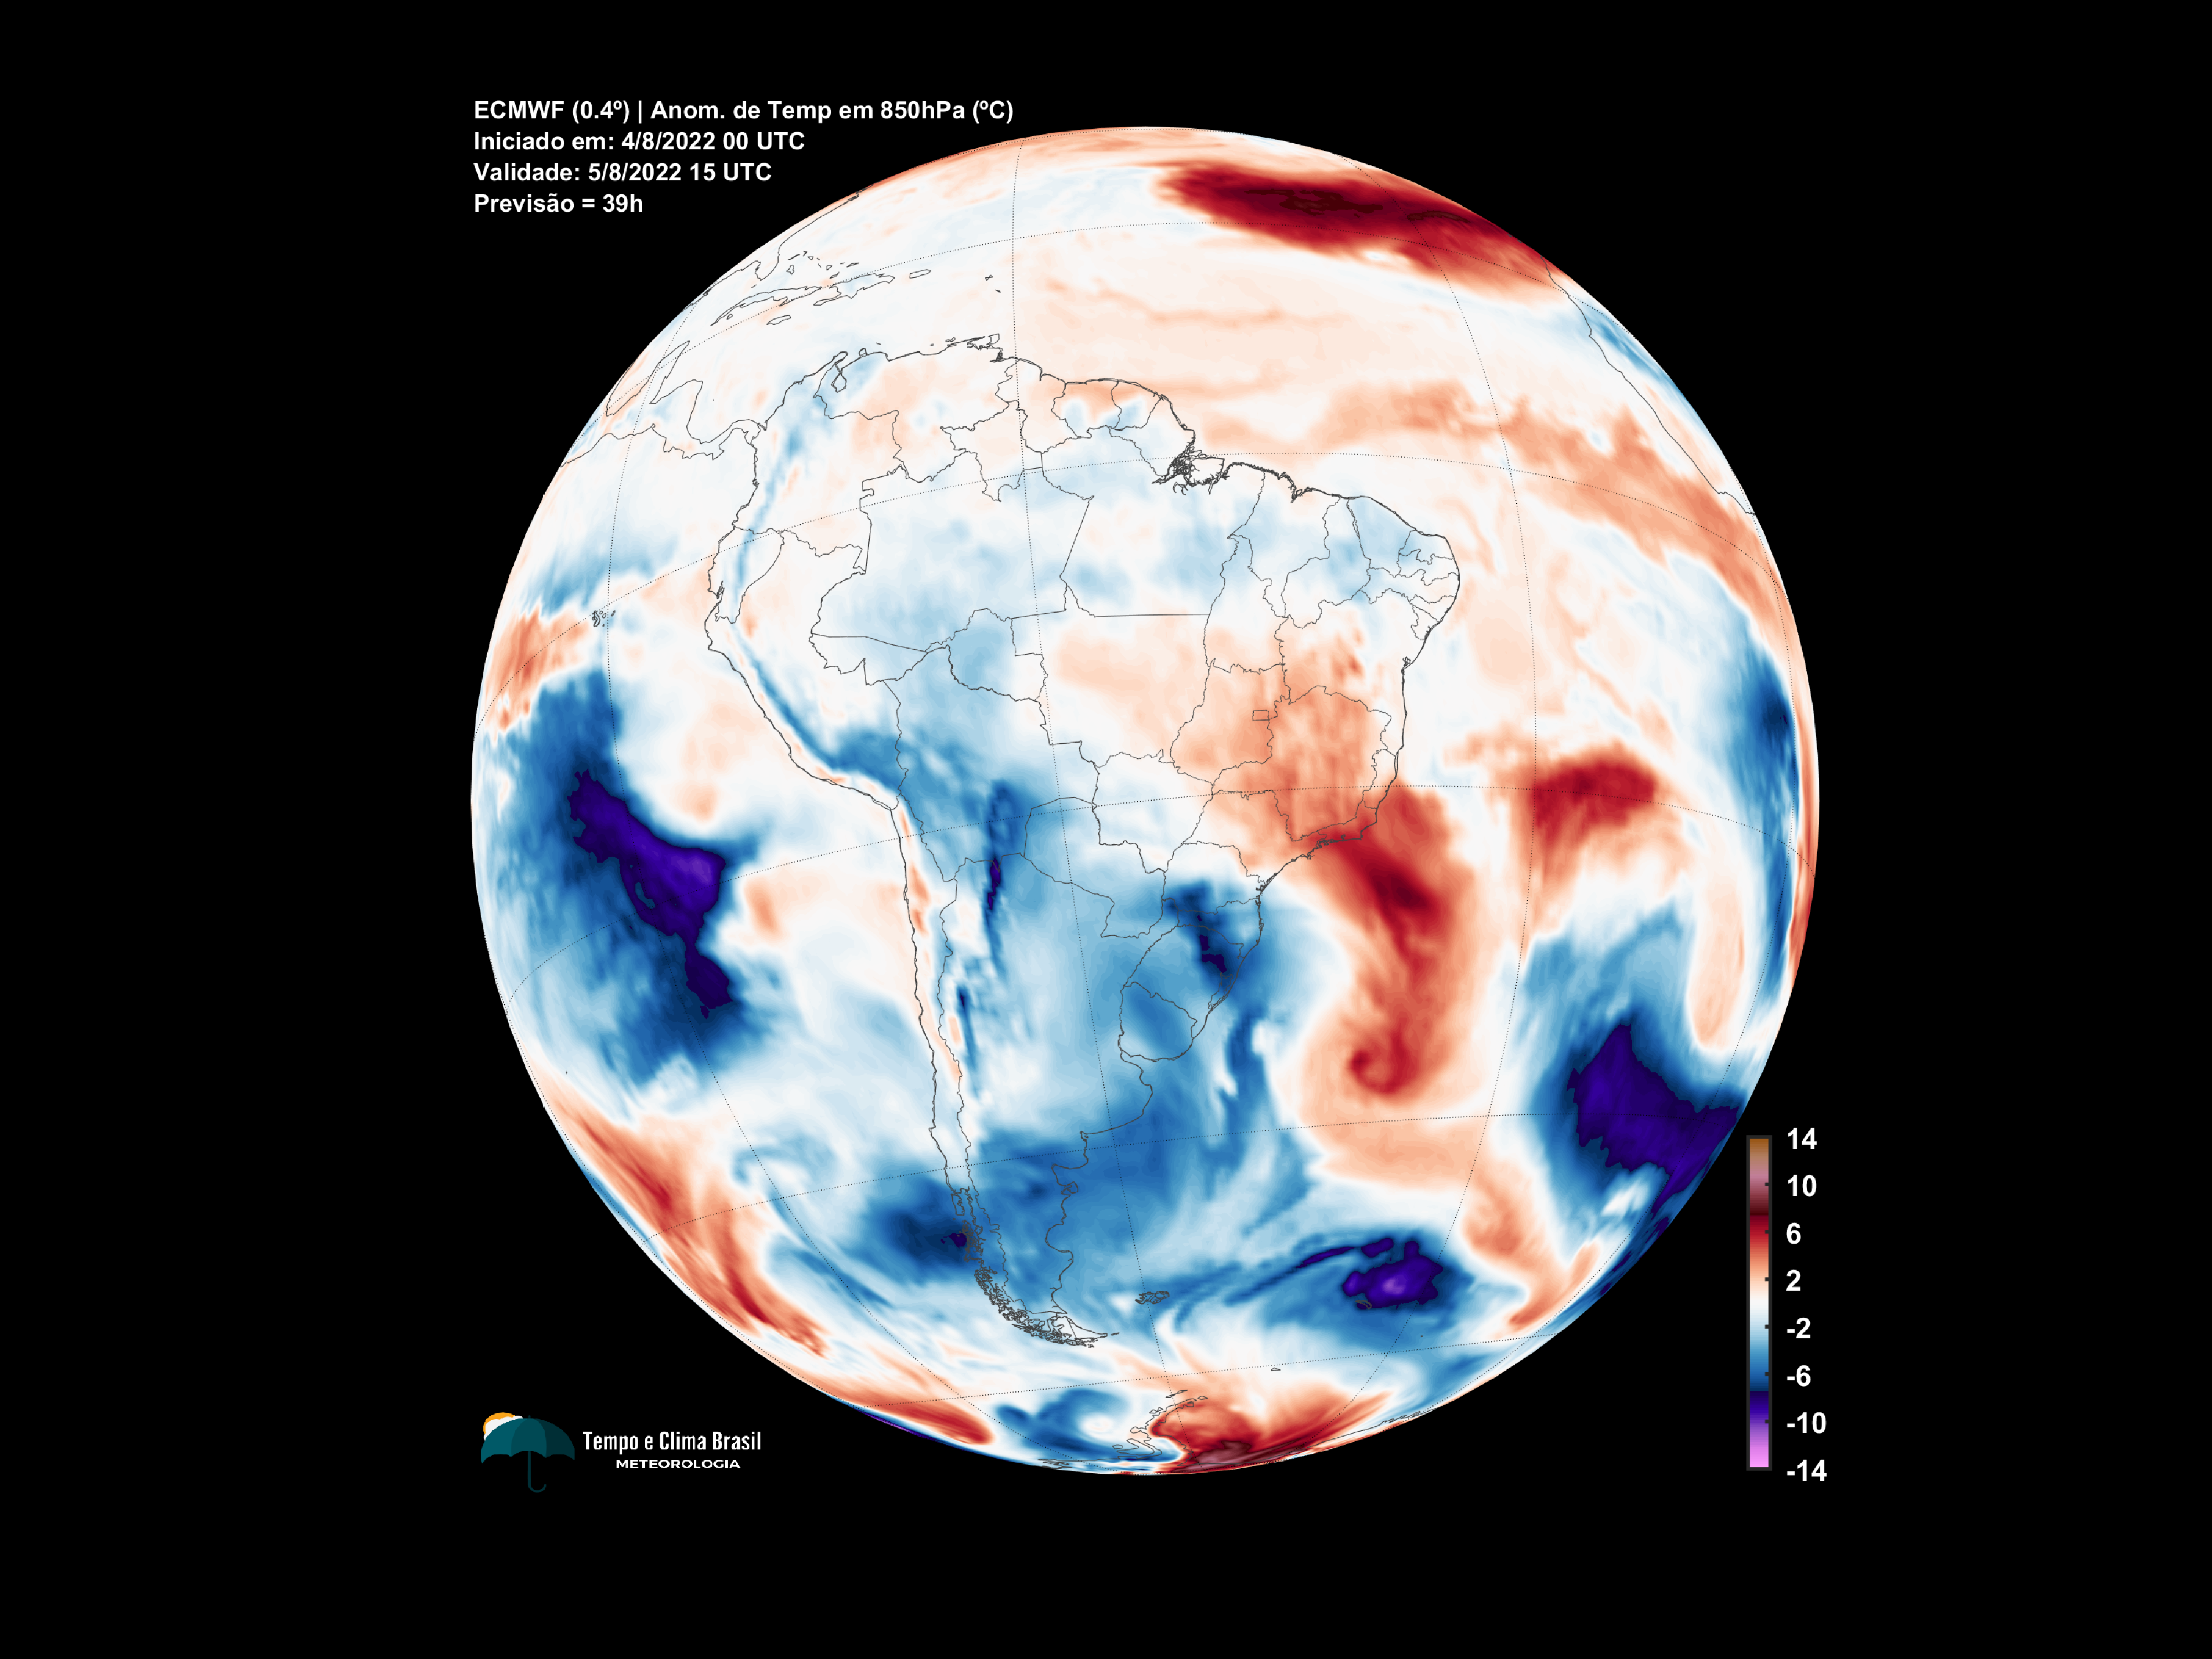 ECMWF (0.4º) | Anom. de Temp em 850hPa (ºC)
Iniciado em: 4/8/2022 00 UTC
Validade: 5/8/2022 15 UTC
Previsão = 39h
14
10
6
2
-2
-6
-10
-14
Tempo e Clima Brasil
METEOROLOGIA